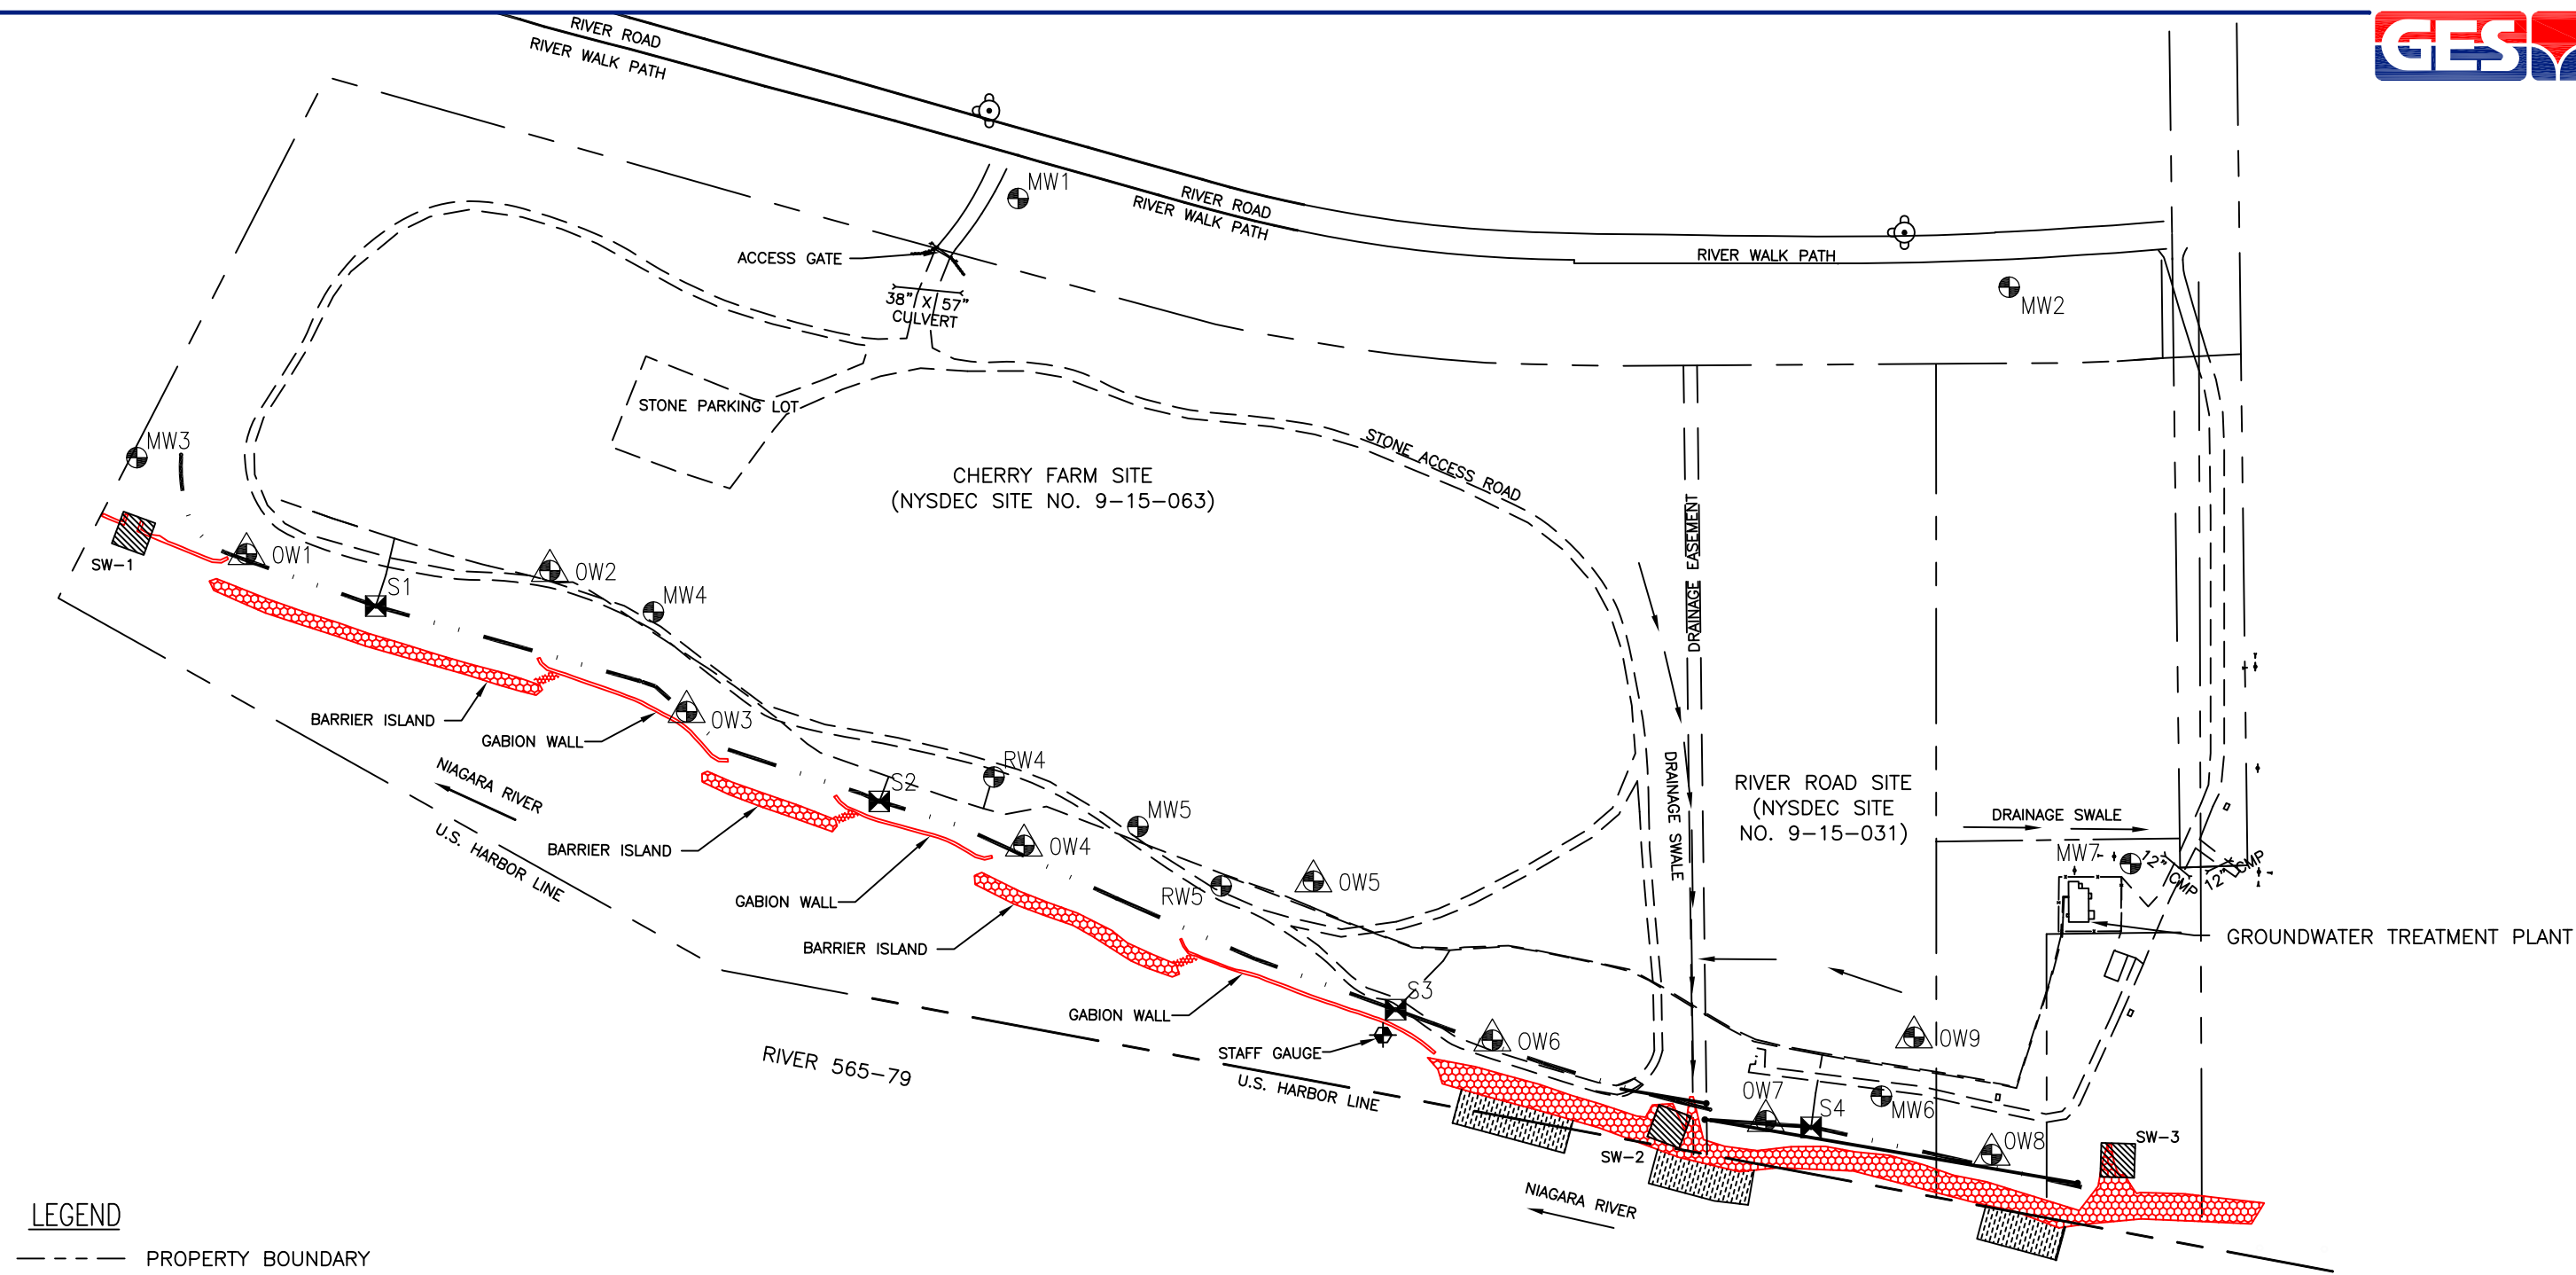 GES
RIVER ROAD
RIVER WALK PATH
MW1
RIVER ROAD
RIVER WALK PATH
ACCESS GATE
RIVER WALK PATH
38" X 57"
CULVERT
MW2
STONE PARKING LOT
MW3
STONE ACCESS ROAD
CHERRY FARM SITE
(NYSDEC SITE NO. 9-15-063)
DRAINAGE EASEMENT
SW-1
OW1
S1
OW2
MW4
BARRIER ISLAND
GABION WALL
OW3
NIAGARA RIVER
U.S. HARBOR LINE
S2
RW4
MW5
DRAINAGE SWALE
RIVER ROAD SITE
(NYSDEC SITE
NO. 9-15-031)
DRAINAGE SWALE
BARRIER ISLAND
OW4
MW7
12" CMP
12" CMP
GABION WALL
RW5
OW5
BARRIER ISLAND
GROUNDWATER TREATMENT PLANT
GABION WALL
S3
STAFF GAUGE
OW6
OW9
RIVER 565-79
U.S. HARBOR LINE
OW7
S4
MW6
SW-2
OW8
SW-3
NIAGARA RIVER
LEGEND
PROPERTY BOUNDARY